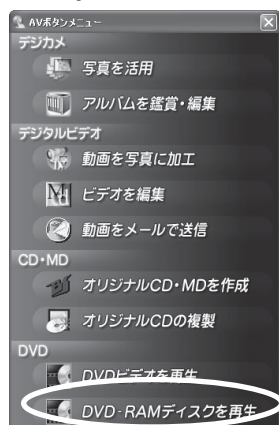 AVボタンメニュー
デジカメ
写真を活用
アルバムを鑑賞・編集
デジタルビデオ
動画を写真に加工
ビデオを編集
動画をメールで送信
CD・MD
オリジナルCD・MDを作成
オリジナルCDの複製
DVD
DVDビデオを再生
DVD-RAMディスクを再生